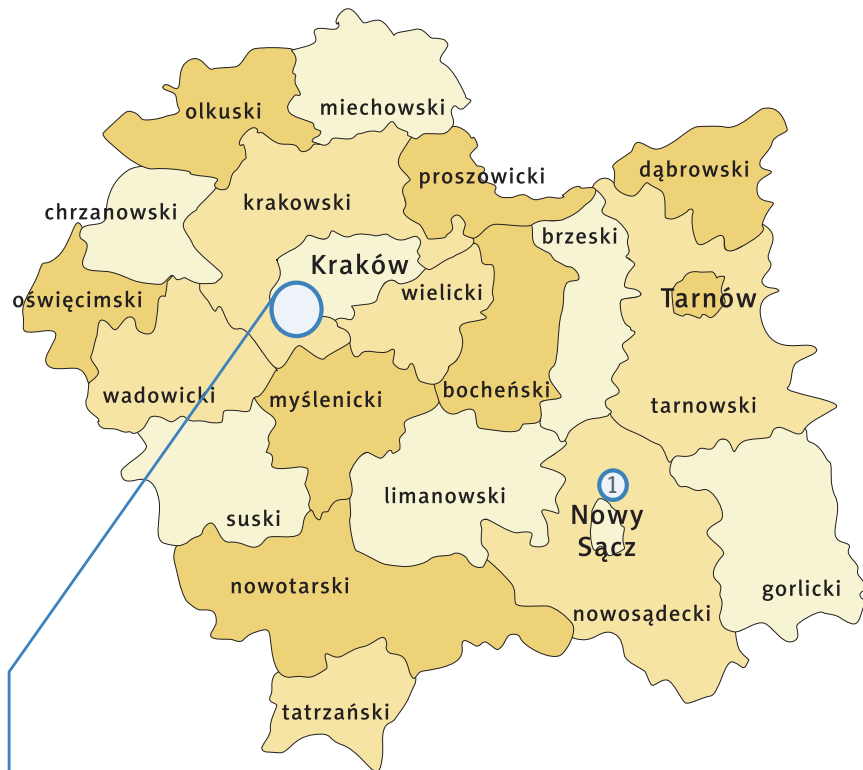 olkuski
miechowski
dąbrowski
proszowicki
chrzanowski
krakowski
brzeski
Kraków
oświęcimski
wielicki
Tarnów
wadowicki
myślenicki
bocheński
tarnowski
1
limanowski
suski
Nowy
Sącz
nowotarski
gorlicki
nowosądecki
tatrzański